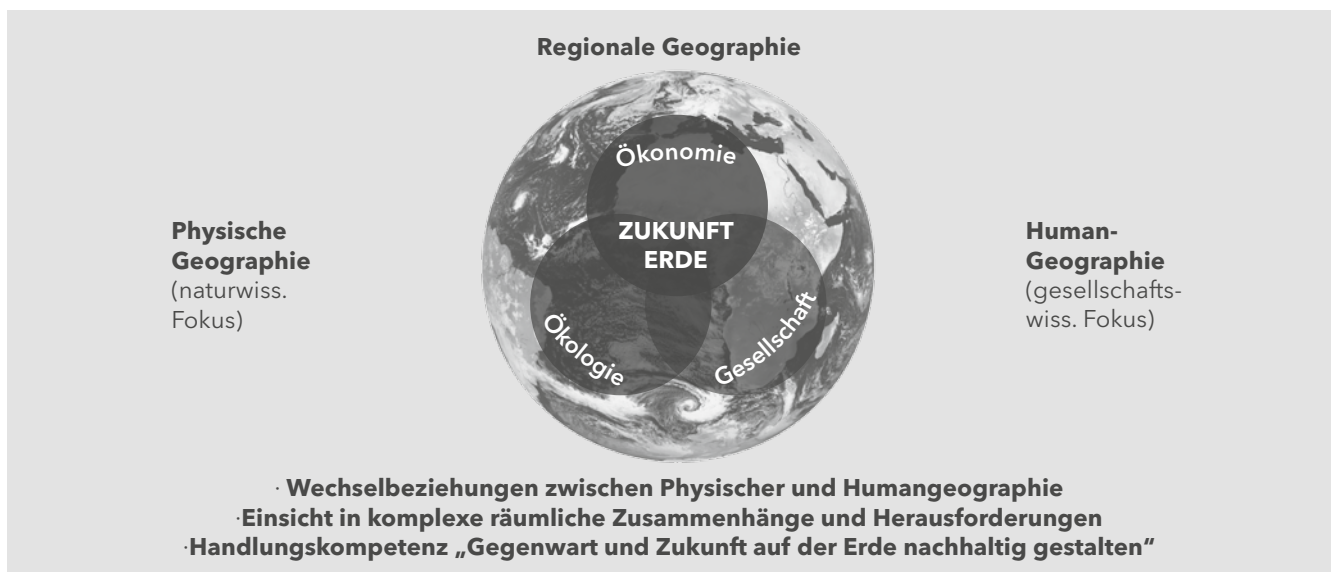 Regionale Geographie
Ökonomie
ZUKUNFT
ERDE
Ökologie
Gesellschaft
Physische
Geographie
(naturwiss.
Fokus)
Human-
Geographie
(gesellschafts-
wiss. Fokus)
· Wechselbeziehungen zwischen Physischer und Humangeographie
·Einsicht in komplexe räumliche Zusammenhänge und Herausforderungen
·Handlungskompetenz „Gegenwart und Zukunft auf der Erde nachhaltig gestalten“